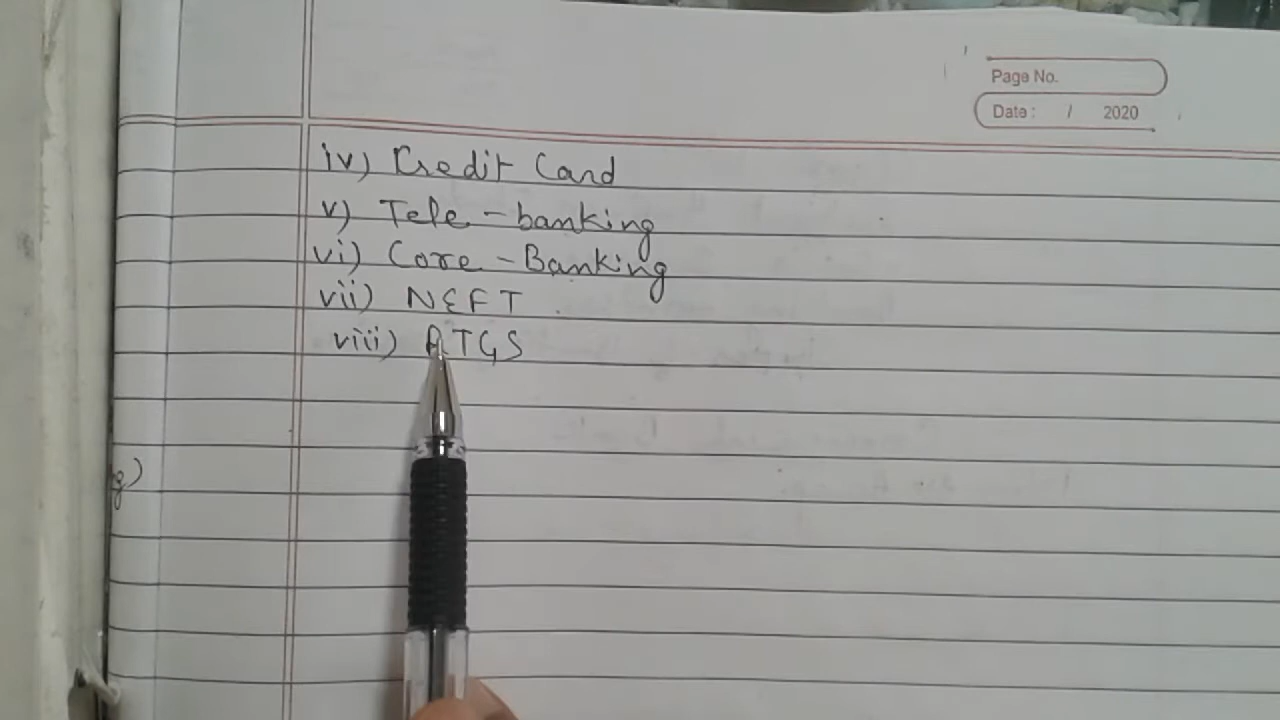 Page No.
Date : / 2020
iv) Credit Card
v) Tele - banking
vi) Core - Banking
vii) NEFT
viii) RTGS
g)